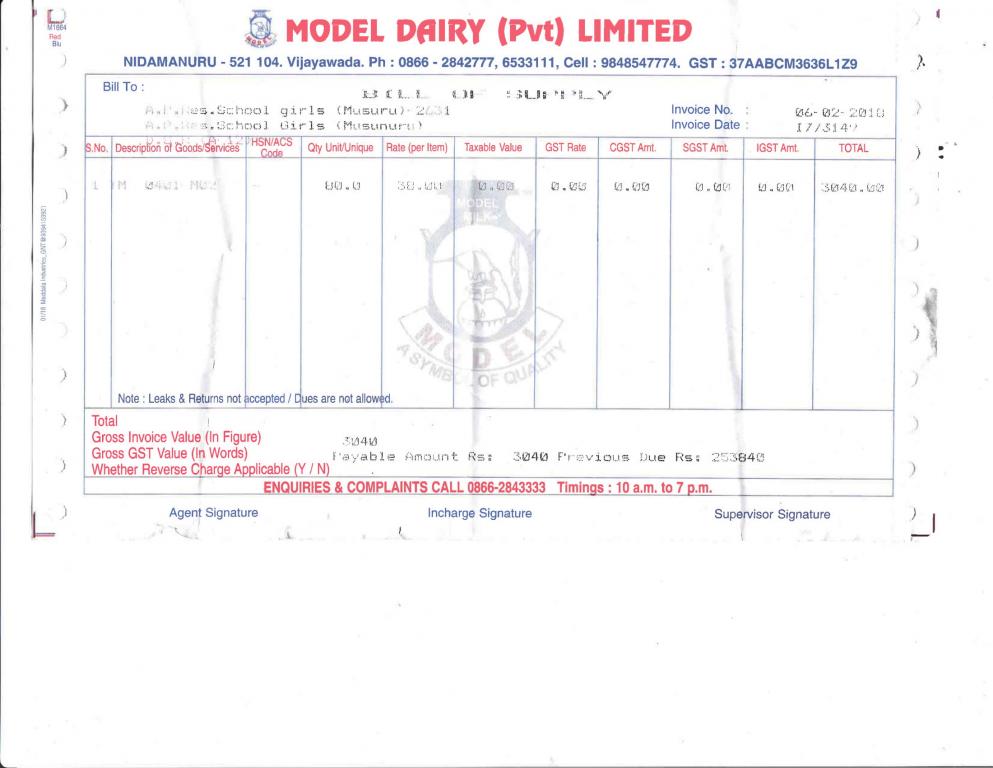 M1664
Red
Blu
MODEL DAIRY (Pvt) LIMITED
NIDAMANURU - 521 104. Vijayawada. Ph : 0866 - 2842777, 6533111, Cell : 9848547774. GST : 37AABCM3636L1Z9
Bill To :
BILL OF SUPPLY
A.P.Res.School girls (Musuru)-2631
A.P.Res.School Girls (Musunuru)
Invoice No. : 06-02-2018
Invoice Date : I7/3149
S.No. Description of Goods/Services HSN/ACS Code Qty Unit/Unique Rate (per Item) Taxable Value GST Rate CGST Amt. SGST Amt. IGST Amt. TOTAL
1 M 0401 - 80.0 38.00 0.00 0.00 0.00 0.00 0.00 3040.00
MODEL
MILK
MODEL
A SYMBOL OF QUALITY
Note : Leaks & Returns not accepted / Dues are not allowed.
Total
Gross Invoice Value (In Figure) 3040
Gross GST Value (In Words) Payable Amount Rs: 3040 Previous Due Rs: 253840
Whether Reverse Charge Applicable (Y / N)
ENQUIRIES & COMPLAINTS CALL 0866-2843333 Timings : 10 a.m. to 7 p.m.
Agent Signature Incharge Signature Supervisor Signature